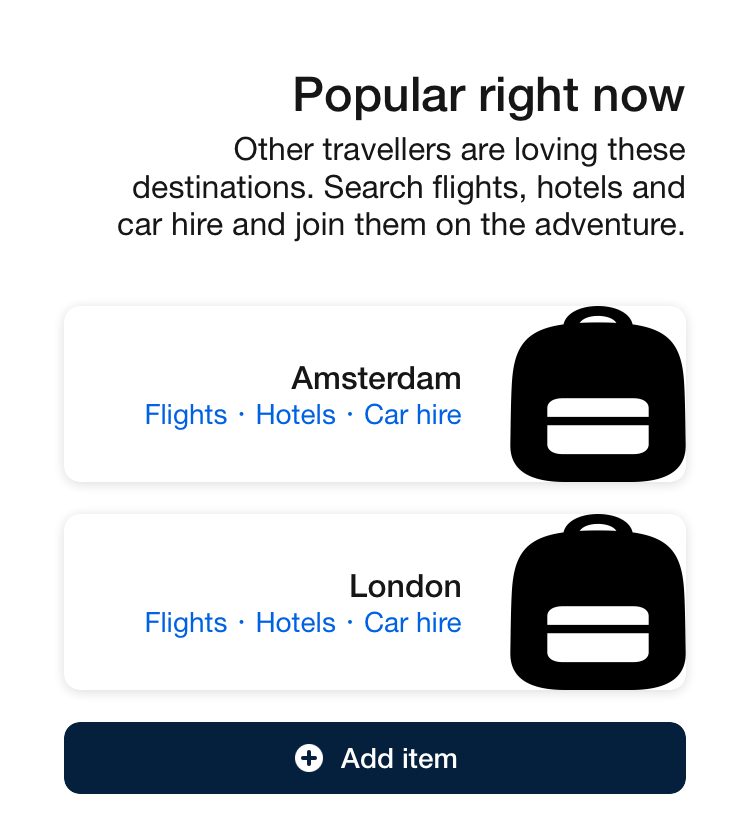 Popular right now
Other travellers are loving these
destinations. Search flights, hotels and
car hire and join them on the adventure.
Amsterdam
Flights · Hotels · Car hire
London
Flights · Hotels · Car hire
Add item